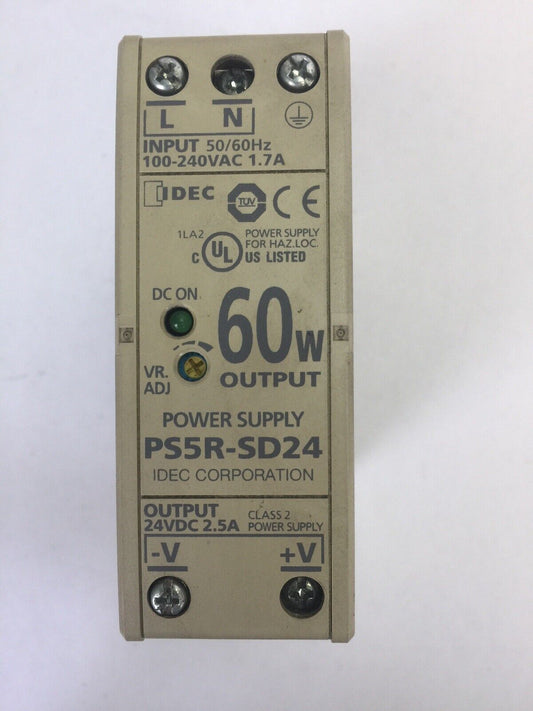 L N
INPUT 50/60Hz
100-240VAC 1.7A
IDEC TÜV CE
1LA2
POWER SUPPLY
FOR HAZ.LOC.
C UL US LISTED
DC ON
60W
OUTPUT
VR.
ADJ
POWER SUPPLY
PS5R-SD24
IDEC CORPORATION
OUTPUT
24VDC 2.5A
CLASS 2
POWER SUPPLY
-V +V